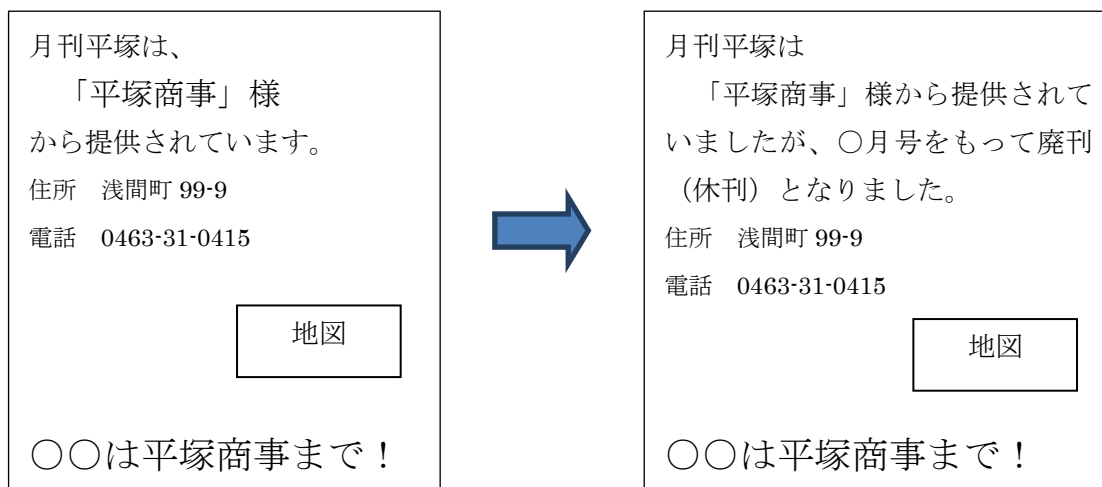 月刊平塚は、
「平塚商事」様
から提供されています。
住所　浅間町 99-9
電話　0463-31-0415
地図
○○は平塚商事まで！
月刊平塚は
「平塚商事」様から提供されて
いましたが、○月号をもって廃刊
（休刊）となりました。
住所　浅間町 99-9
電話　0463-31-0415
地図
○○は平塚商事まで！